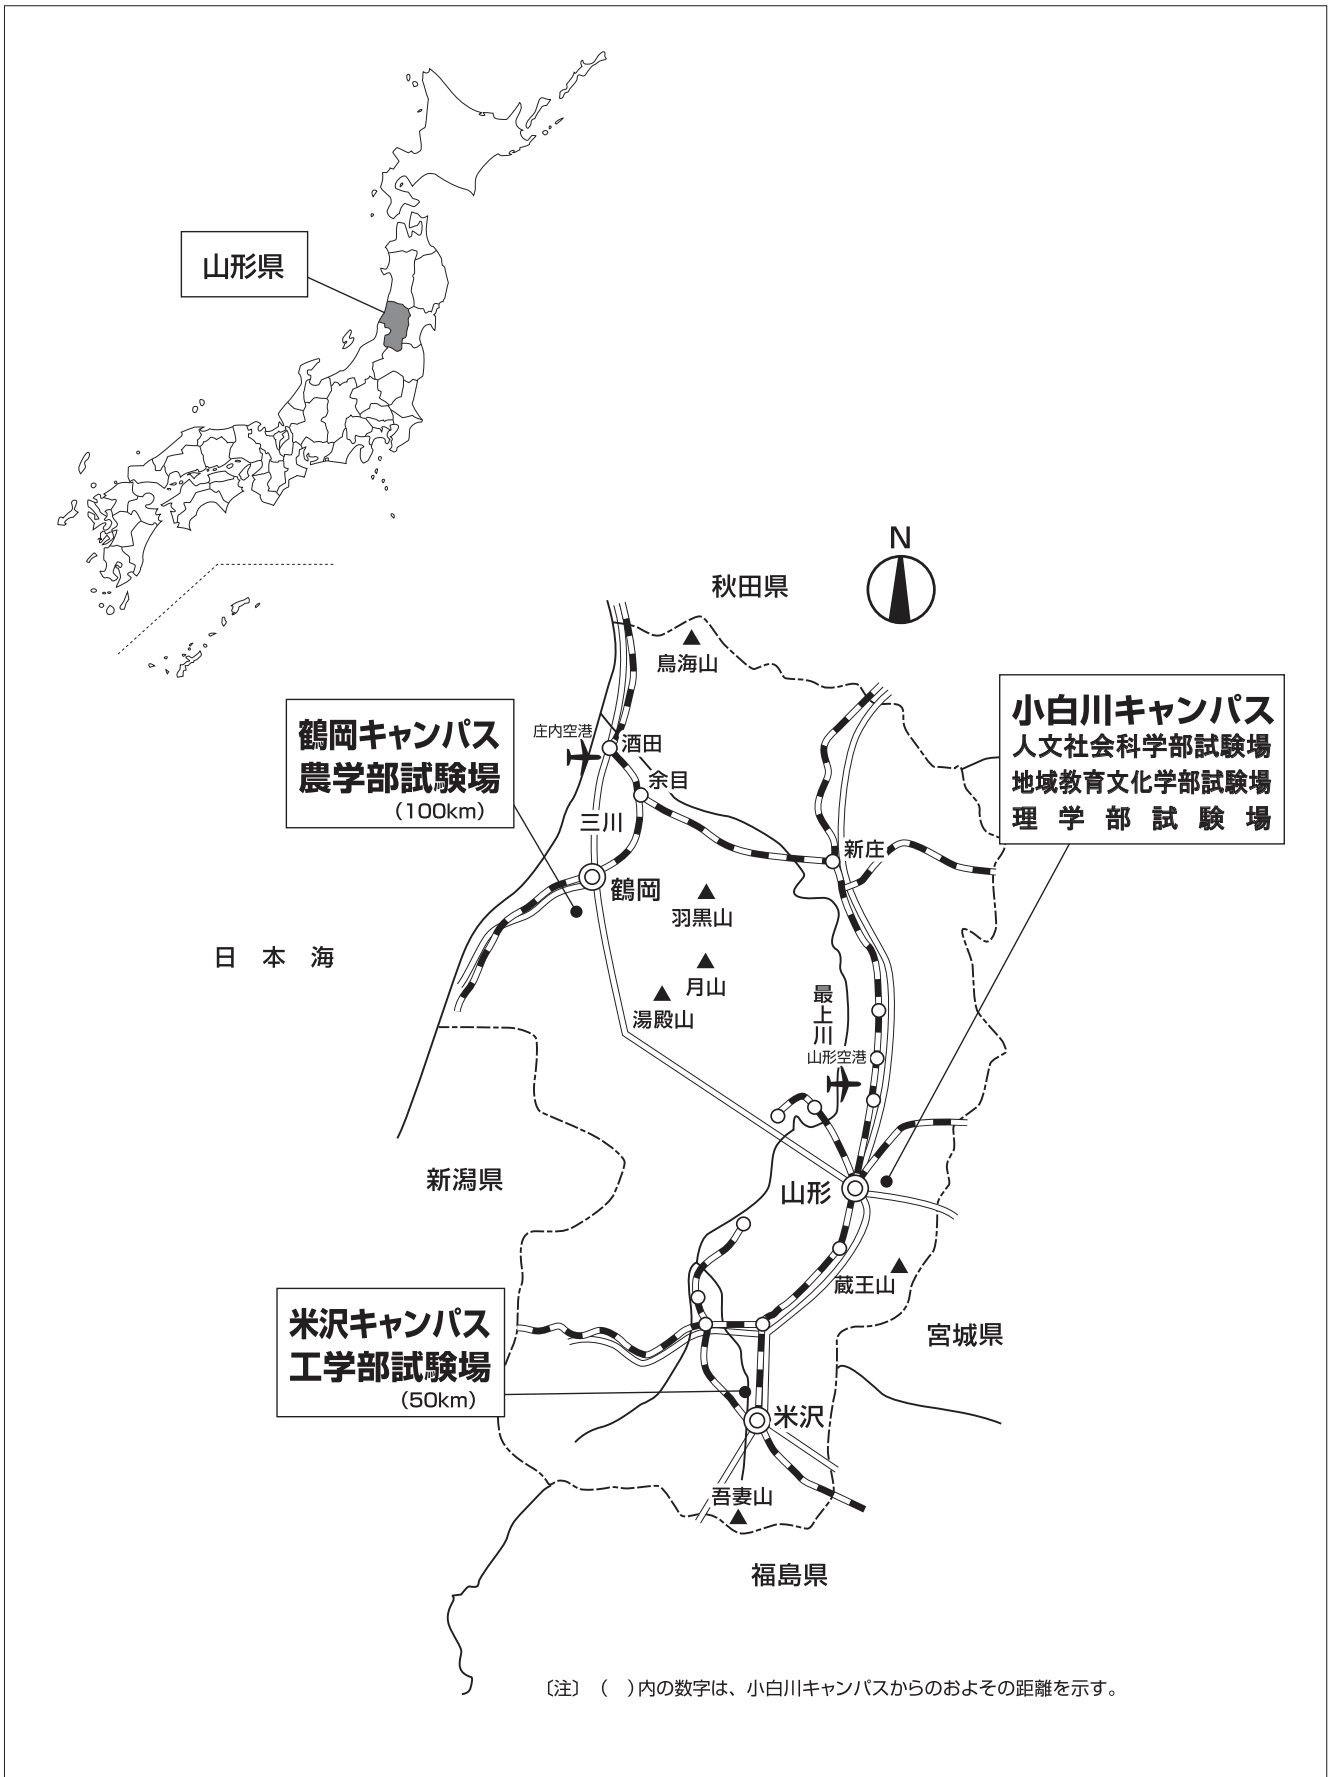 山形県
N
秋田県
鳥海山
小白川キャンパス
人文社会科学部試験場
地域教育文化学部試験場
理学部試験場
鶴岡キャンパス
農学部試験場
(100km)
庄内空港
酒田
余目
三川
新庄
鶴岡
羽黒山
日本海
月山
湯殿山
最上川
山形空港
新潟県
山形
蔵王山
米沢キャンパス
工学部試験場
(50km)
宮城県
米沢
吾妻山
福島県
〔注〕（　）内の数字は、小白川キャンパスからのおよその距離を示す。